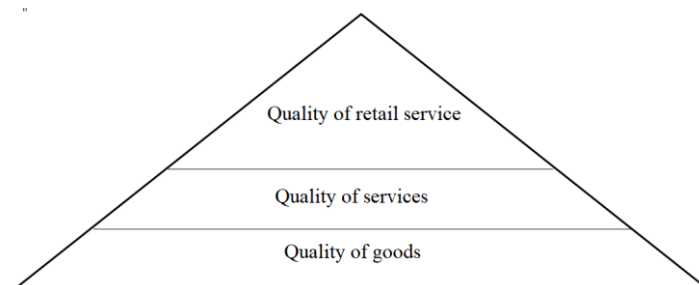 "
Quality of retail service
Quality of services
Quality of goods